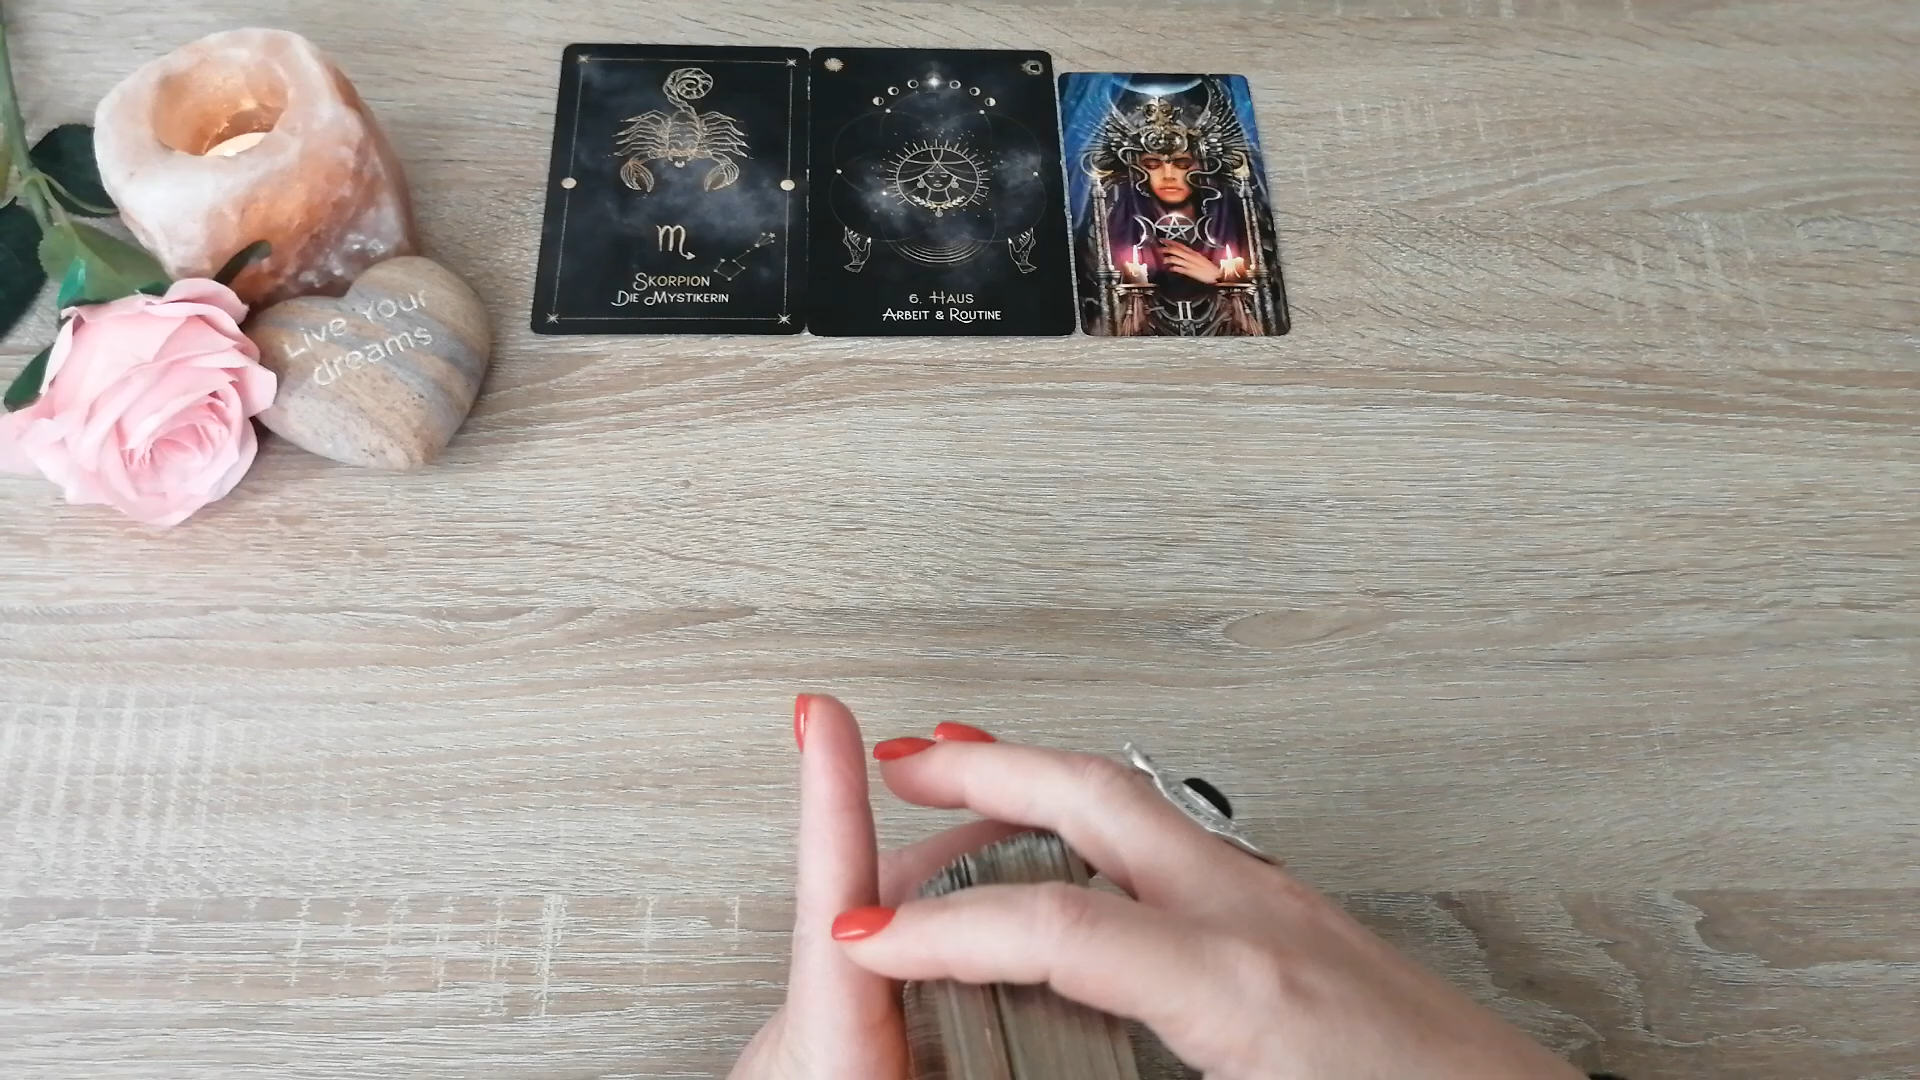 Live Your
dreams
Skorpion
Die Mystikerin
6. Haus
Arbeit & Routine
II